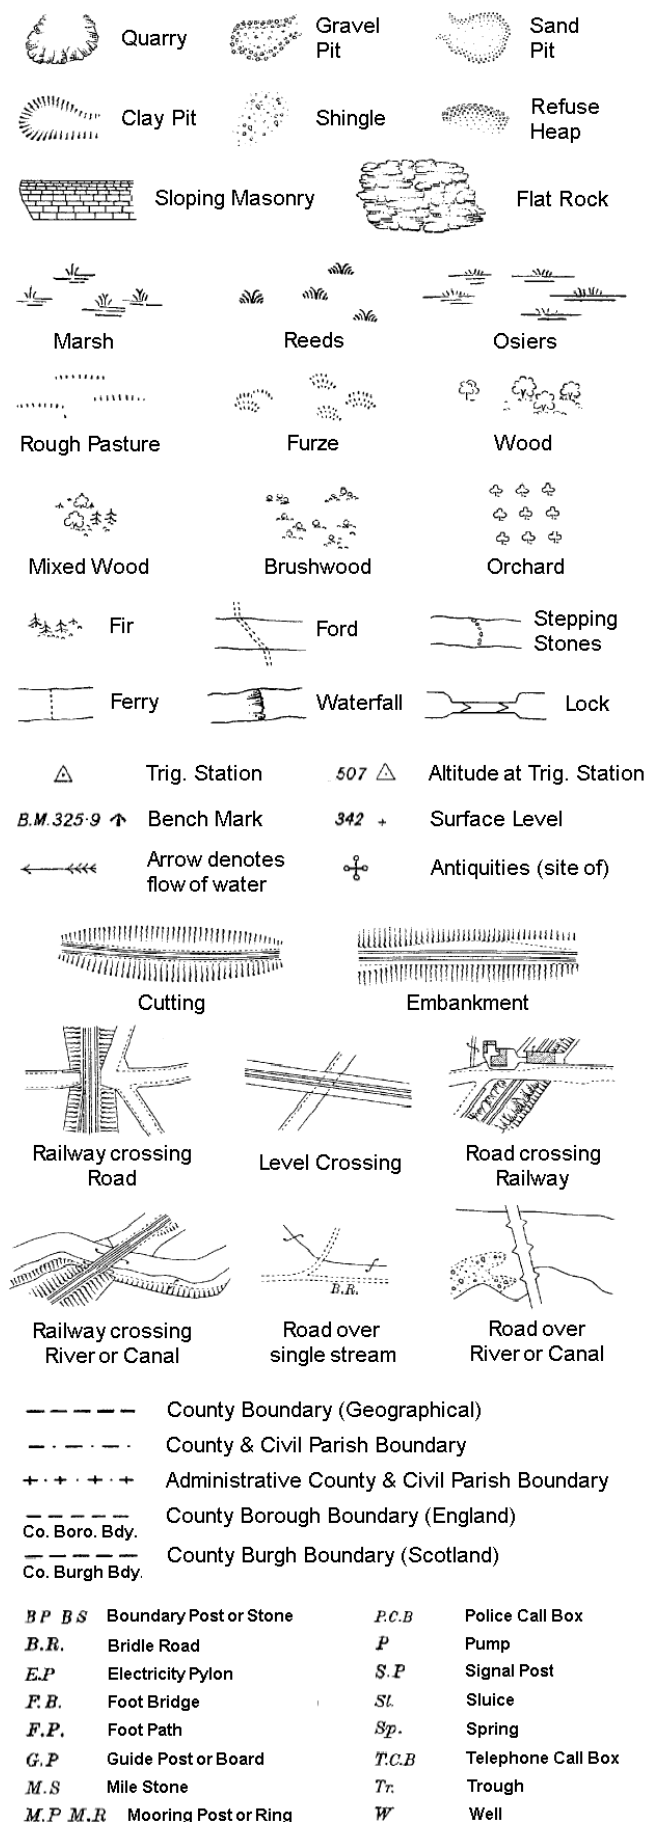 Quarry
Gravel
Pit
Sand
Pit
Clay Pit
Shingle
Refuse
Heap
Sloping Masonry
Flat Rock
Marsh
Reeds
Osiers
Rough Pasture
Furze
Wood
Mixed Wood
Brushwood
Orchard
Fir
Ford
Stepping
Stones
Ferry
Waterfall
Lock
Trig. Station
507
Altitude at Trig. Station
B.M.325·9
Bench Mark
342
Surface Level
Arrow denotes
flow of water
Antiquities (site of)
Cutting
Embankment
Railway crossing
Road
Level Crossing
Road crossing
Railway
B.R.
Railway crossing
River or Canal
Road over
single stream
Road over
River or Canal
County Boundary (Geographical)
County & Civil Parish Boundary
Administrative County & Civil Parish Boundary
Co. Boro. Bdy.
County Borough Boundary (England)
Co. Burgh Bdy.
County Burgh Boundary (Scotland)
B P B S Boundary Post or Stone
B.R. Bridle Road
E.P Electricity Pylon
F.B. Foot Bridge
F.P. Foot Path
G.P Guide Post or Board
M.S Mile Stone
M.P M.R Mooring Post or Ring
P.C.B Police Call Box
P Pump
S.P Signal Post
Sl. Sluice
Sp. Spring
T.C.B Telephone Call Box
Tr. Trough
W Well